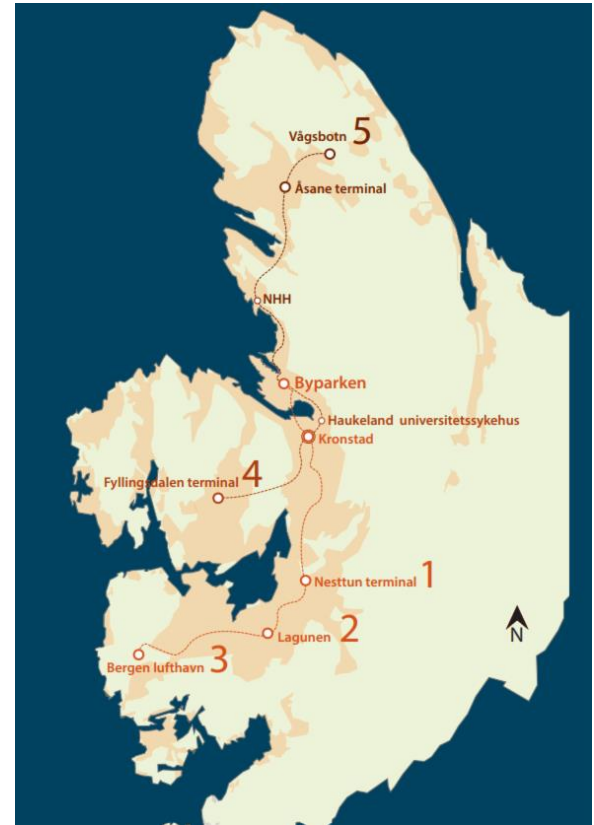 Vågsbotn 5
Åsane terminal
NHH
Byparken
Haukeland universitetssykehus
Kronstad
Fyllingsdalen terminal 4
Nesttun terminal 1
Lagunen 2
Bergen lufthavn 3
N